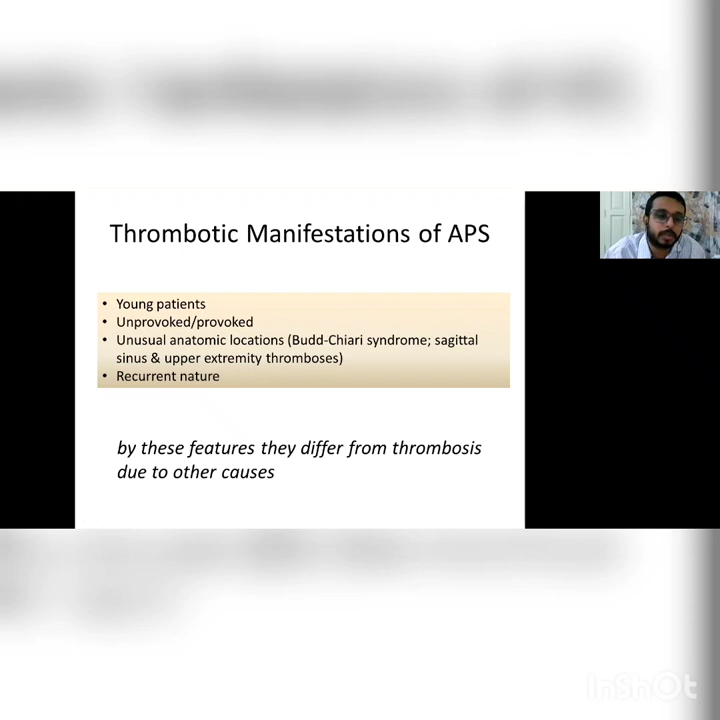 Thrombotic Manifestations of APS
• Young patients
• Unprovoked/provoked
• Unusual anatomic locations (Budd-Chiari syndrome; sagittal
sinus & upper extremity thromboses)
• Recurrent nature
by these features they differ from thrombosis
due to other causes
InShOt